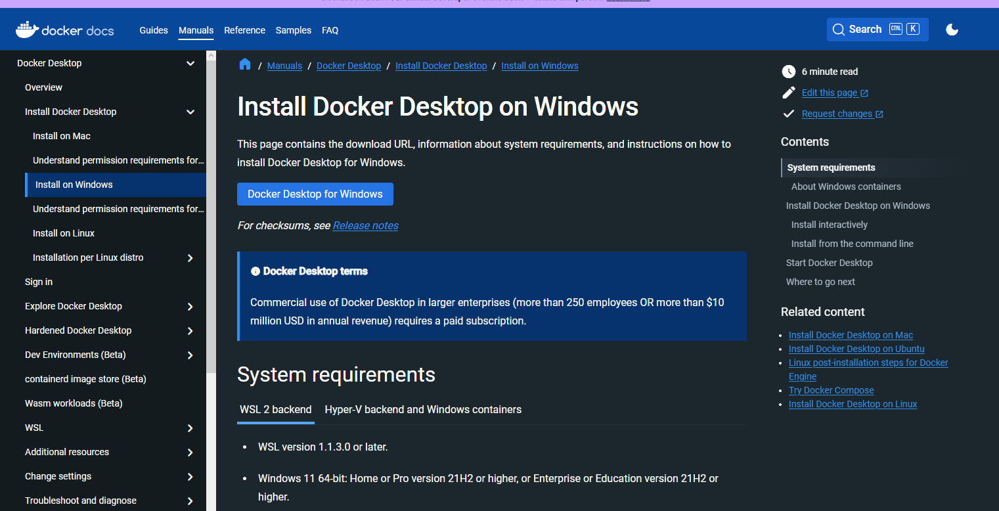 docker docs
Guides
Manuals
Reference
Samples
FAQ
Search
CTRL
K
Docker Desktop
Overview
Install Docker Desktop
Install on Mac
Understand permission requirements for...
Install on Windows
Understand permission requirements for...
Install on Linux
Installation per Linux distro
Sign in
Explore Docker Desktop
Hardened Docker Desktop
Dev Environments (Beta)
containerd image store (Beta)
Wasm workloads (Beta)
WSL
Additional resources
Change settings
Troubleshoot and diagnose
/ Manuals / Docker Desktop / Install Docker Desktop / Install on Windows
Install Docker Desktop on Windows
This page contains the download URL, information about system requirements, and instructions on how to
install Docker Desktop for Windows.
Docker Desktop for Windows
For checksums, see Release notes
Docker Desktop terms
Commercial use of Docker Desktop in larger enterprises (more than 250 employees OR more than $10
million USD in annual revenue) requires a paid subscription.
System requirements
WSL 2 backend
Hyper-V backend and Windows containers
• WSL version 1.1.3.0 or later.
• Windows 11 64-bit: Home or Pro version 21H2 or higher, or Enterprise or Education version 21H2 or
higher.
6 minute read
Edit this page
Request changes
Contents
System requirements
About Windows containers
Install Docker Desktop on Windows
Install interactively
Install from the command line
Start Docker Desktop
Where to go next
Related content
• Install Docker Desktop on Mac
• Install Docker Desktop on Ubuntu
• Linux post-installation steps for Docker
Engine
• Try Docker Compose
• Install Docker Desktop on Linux